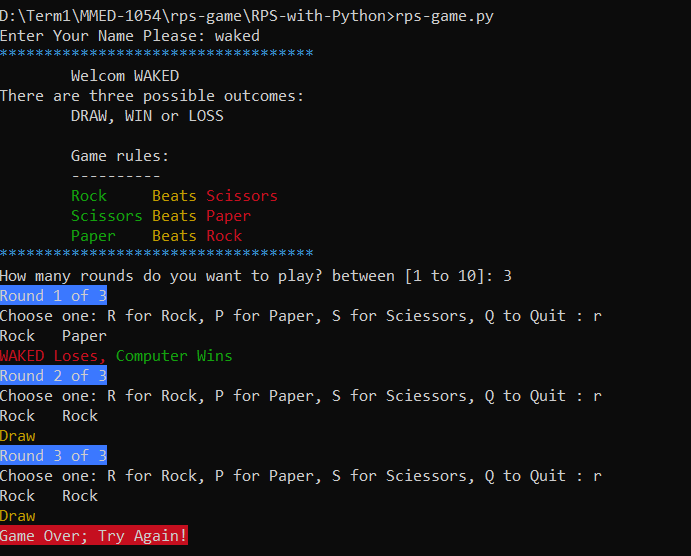 D:\Term1\MMED-1054\rps-game\RPS-with-Python>rps-game.py
Enter Your Name Please: waked
***********************************
Welcom WAKED
There are three possible outcomes:
DRAW, WIN or LOSS
Game rules:
----------
Rock Beats Scissors
Scissors Beats Paper
Paper Beats Rock
***********************************
How many rounds do you want to play? between [1 to 10]: 3
Round 1 of 3
Choose one: R for Rock, P for Paper, S for Sciessors, Q to Quit : r
Rock Paper
WAKED Loses, Computer Wins
Round 2 of 3
Choose one: R for Rock, P for Paper, S for Sciessors, Q to Quit : r
Rock Rock
Draw
Round 3 of 3
Choose one: R for Rock, P for Paper, S for Sciessors, Q to Quit : r
Rock Rock
Draw
Game Over; Try Again!